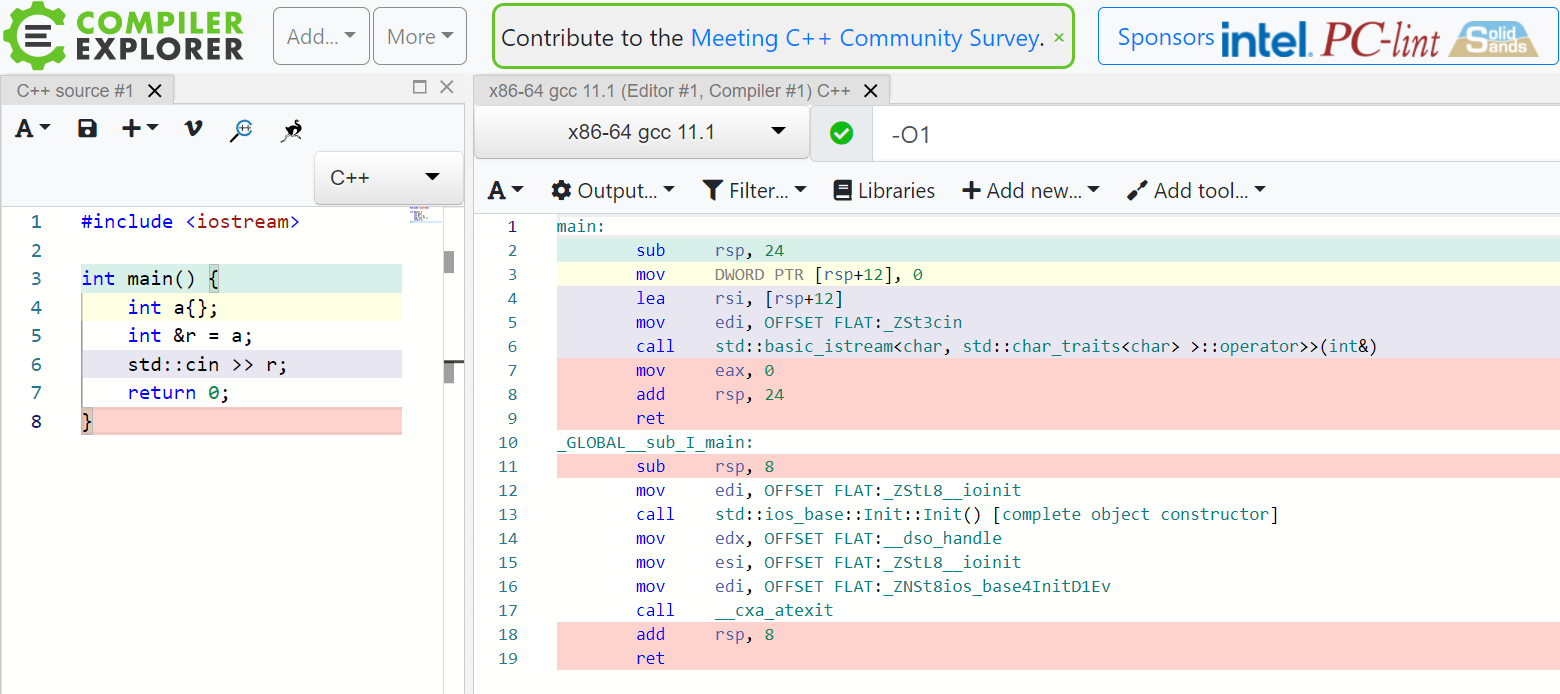 COMPILER EXPLORER Add... More Contribute to the Meeting C++ Community Survey. × Sponsors intel. PC-lint Solid Sands
C++ source #1 X
x86-64 gcc 11.1 (Editor #1, Compiler #1) C++ X
A
x86-64 gcc 11.1 -O1
C++
A Output... Filter... Libraries Add new... Add tool...
1 #include <iostream>
2
3 int main() {
4 int a{};
5 int &r = a;
6 std::cin >> r;
7 return 0;
8 }
1 main:
2 sub rsp, 24
3 mov DWORD PTR [rsp+12], 0
4 lea rsi, [rsp+12]
5 mov edi, OFFSET FLAT:_ZSt3cin
6 call std::basic_istream<char, std::char_traits<char> >::operator>>(int&)
7 mov eax, 0
8 add rsp, 24
9 ret
10 _GLOBAL__sub_I_main:
11 sub rsp, 8
12 mov edi, OFFSET FLAT:_ZStL8__ioinit
13 call std::ios_base::Init::Init() [complete object constructor]
14 mov edx, OFFSET FLAT:__dso_handle
15 mov esi, OFFSET FLAT:_ZStL8__ioinit
16 mov edi, OFFSET FLAT:_ZNSt8ios_base4InitD1Ev
17 call __cxa_atexit
18 add rsp, 8
19 ret